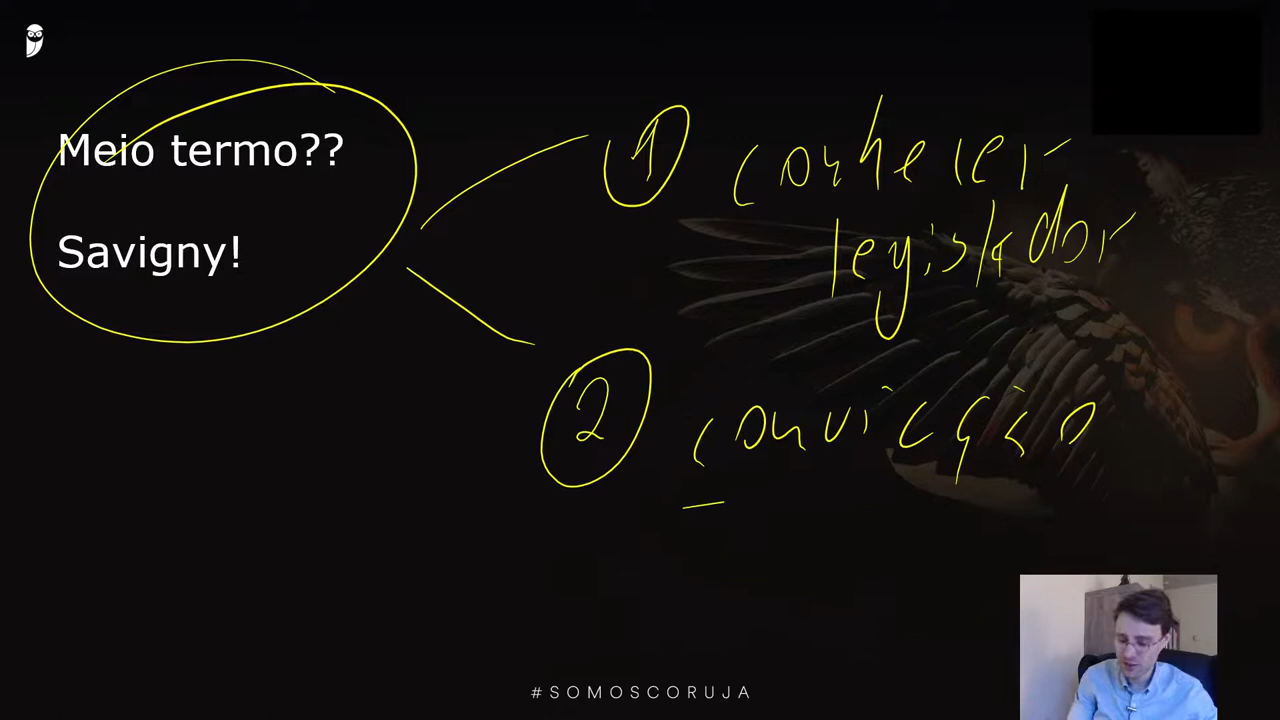 Meio termo??
Savigny!
1 conhecer
legislador
2 convicção
#SOMOSCORUJA